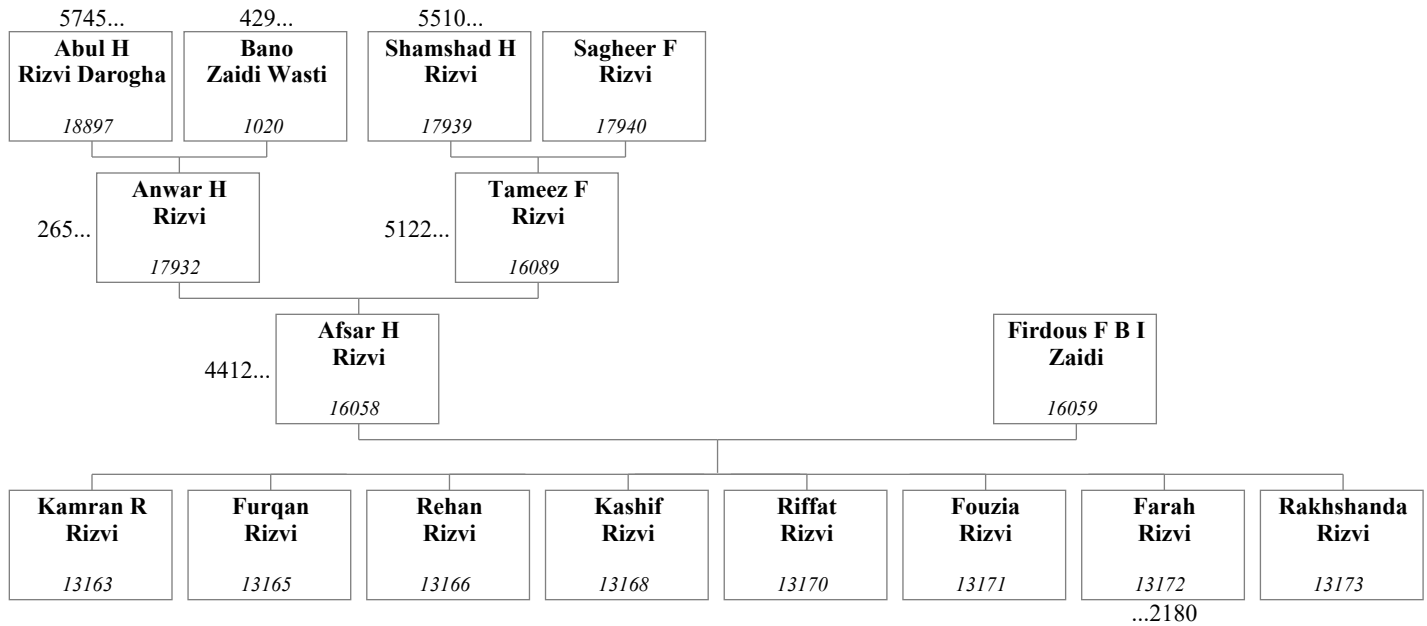 5745...
429...
5510...
Abul H
Rizvi Darogha
18897
Bano
Zaidi Wasti
1020
Shamshad H
Rizvi
17939
Sagheer F
Rizvi
17940
265...
Anwar H
Rizvi
17932
5122...
Tameez F
Rizvi
16089
4412...
Afsar H
Rizvi
16058
Firdous F B I
Zaidi
16059
Kamran R
Rizvi
13163
Furqan
Rizvi
13165
Rehan
Rizvi
13166
Kashif
Rizvi
13168
Riffat
Rizvi
13170
Fouzia
Rizvi
13171
Farah
Rizvi
13172
Rakhshanda
Rizvi
13173
...2180